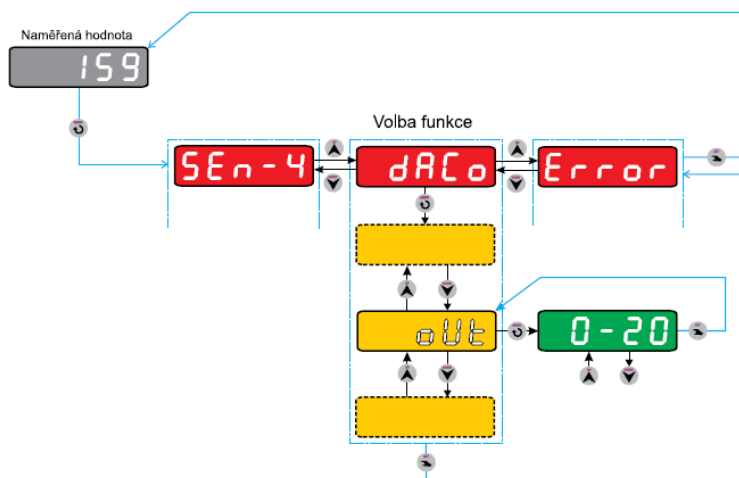 Naměřená hodnota
159
Volba funkce
SEn-4
dACo
Error
oUt
0-20